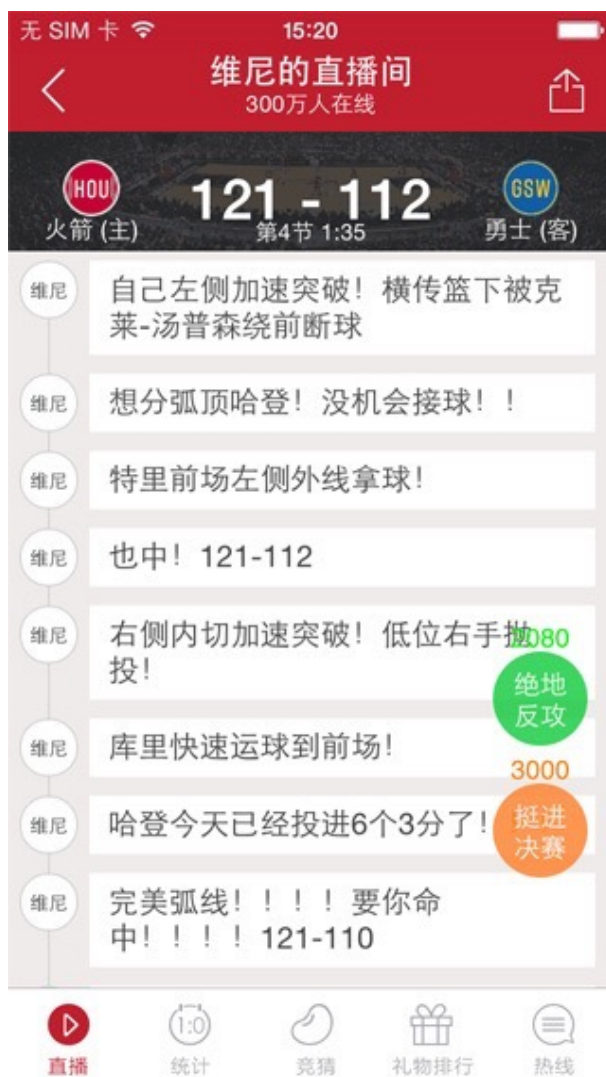 无 SIM 卡 15:20
维尼的直播间
300万人在线
HOU 121 - 112 GSW
火箭 (主) 第4节 1:35 勇士 (客)
维尼 自己左侧加速突破！横传篮下被克
莱-汤普森绕前断球
维尼 想分弧顶哈登！没机会接球！！
维尼 特里前场左侧外线拿球！
维尼 也中！121-112
维尼 右侧内切加速突破！低位右手抛
投！
2080
绝地
反攻
维尼 库里快速运球到前场！
3000
维尼 哈登今天已经投进6个3分了！
挺进
决赛
维尼 完美弧线！！！！要你命
中！！！！121-110
1:0
直播 统计 竞猜 礼物排行 热线